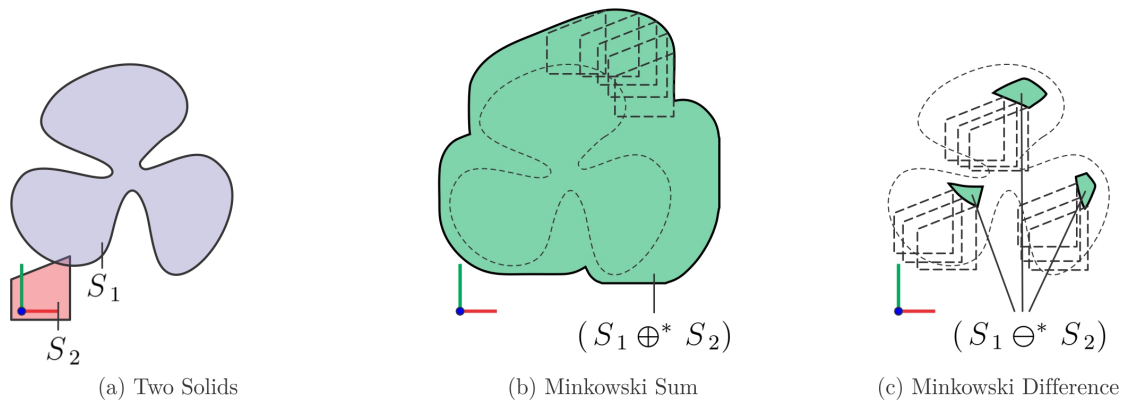 S₁
S₂
(a) Two Solids
( S₁ ⊕* S₂)
(b) Minkowski Sum
( S₁ ⊖* S₂)
(c) Minkowski Difference